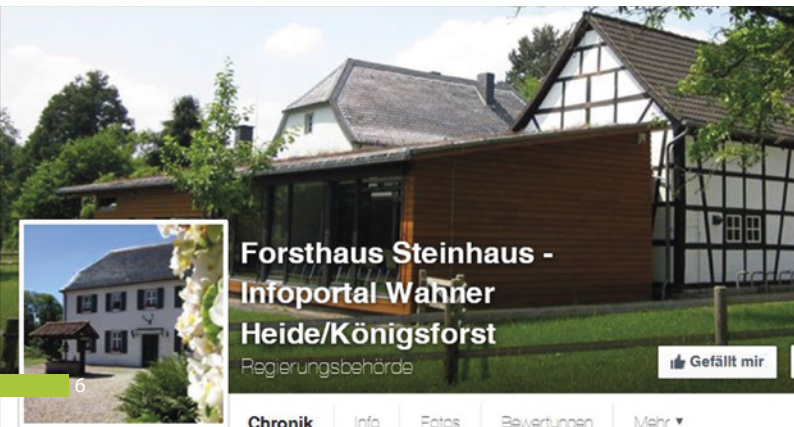 Forsthaus Steinhaus -
Infoportal Wahner
Heide/Königsforst
Regierungsbehörde
Gefällt mir
6
Chronik Info Fotos Bewertungen Mehr